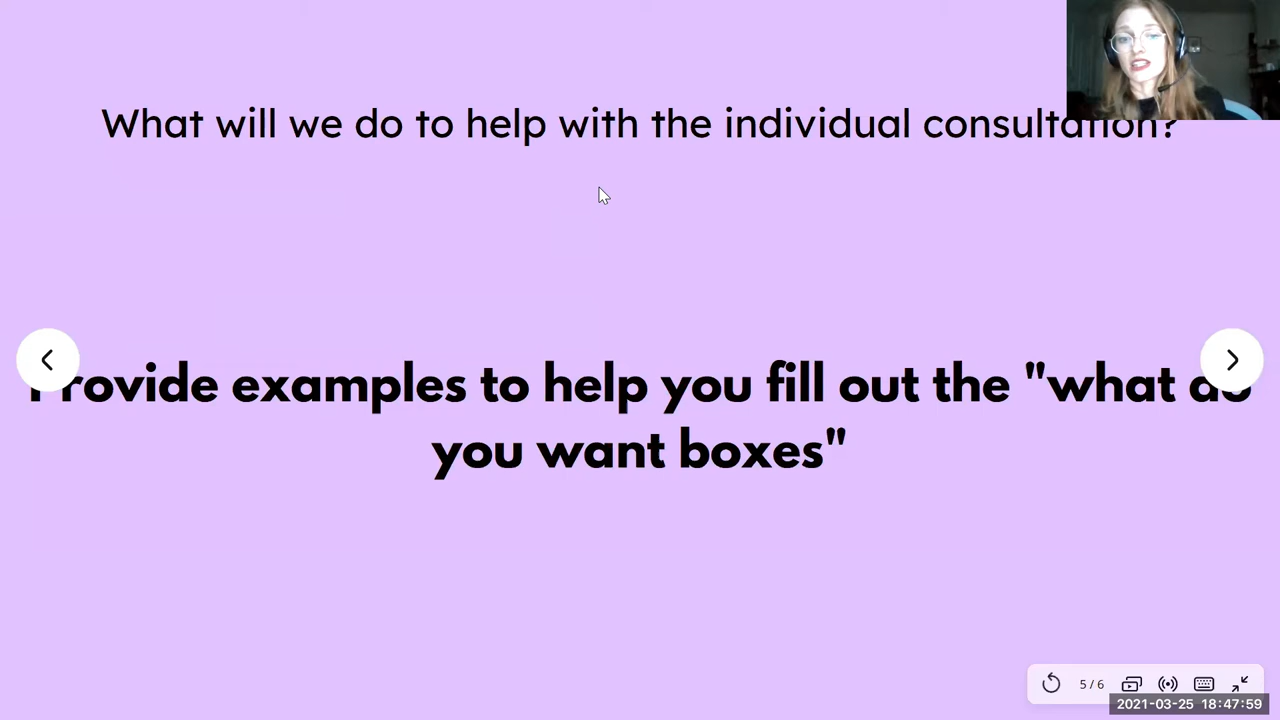 What will we do to help with the individual consultation?
Provide examples to help you fill out the "what do
you want boxes"
5 / 6
2021-03-25 18:47:59